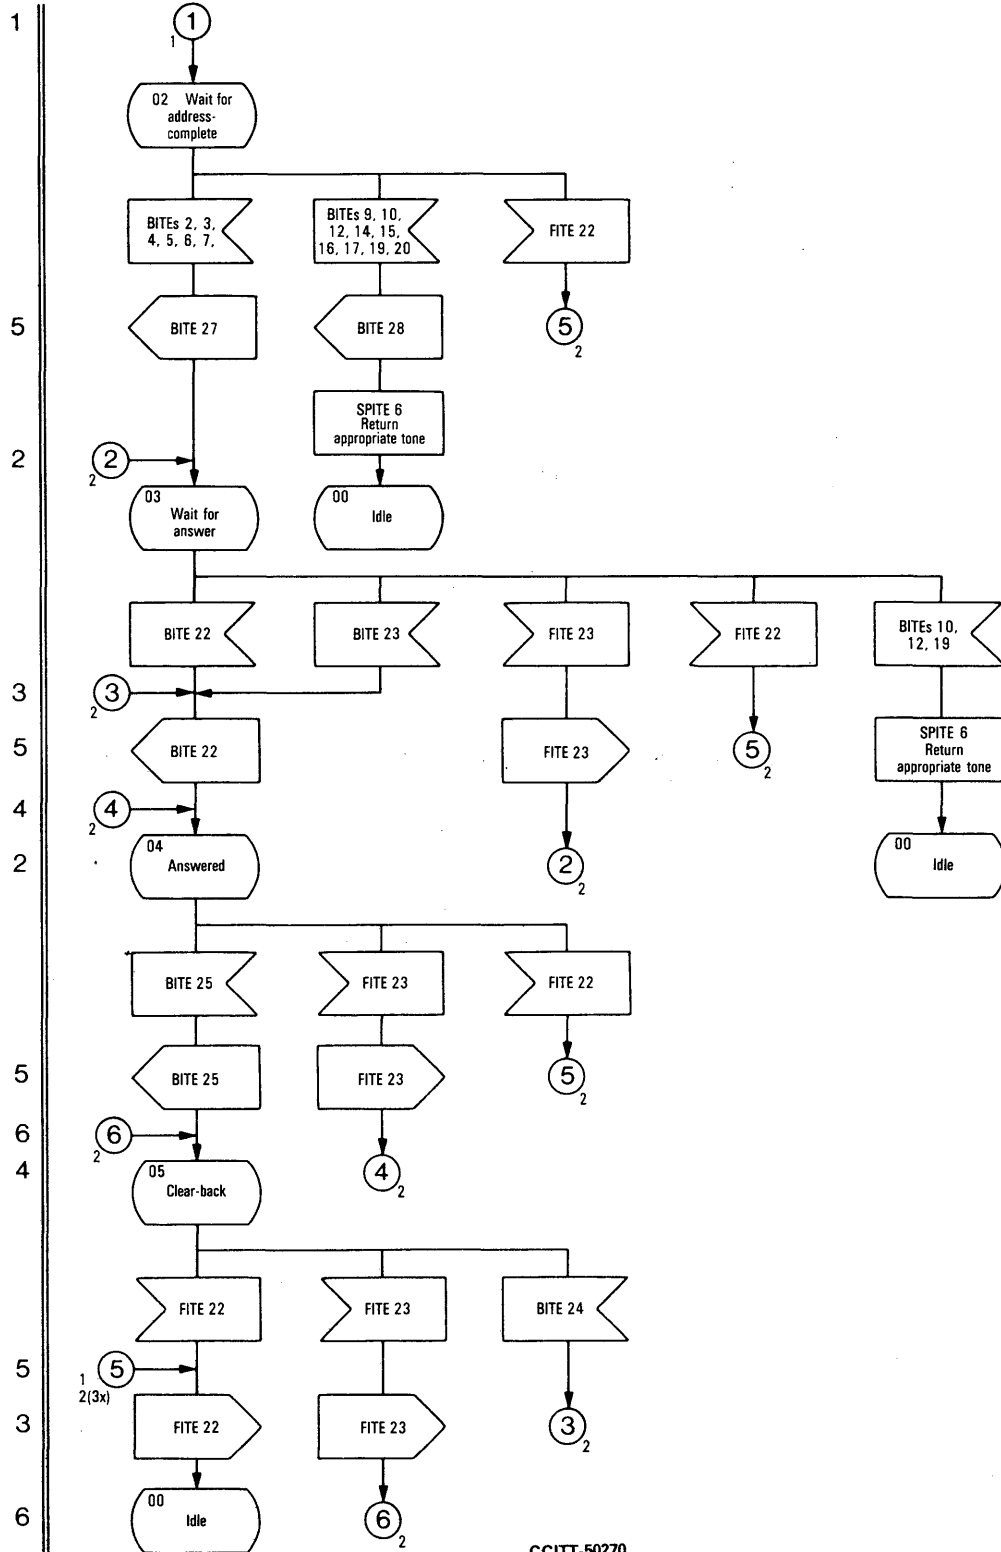 1
1
1
02 Wait for
address-
complete
BITEs 2, 3,
4, 5, 6, 7,
BITEs 9, 10,
12, 14, 15,
16, 17, 19, 20
FITE 22
5
BITE 27
BITE 28
5
2
SPITE 6
Return
appropriate tone
2
2
2
03
Wait for
answer
00
Idle
BITE 22
BITE 23
FITE 23
FITE 22
BITEs 10,
12, 19
3
3
2
5
BITE 22
FITE 23
5
2
SPITE 6
Return
appropriate tone
4
4
2
2
04
Answered
2
2
00
Idle
BITE 25
FITE 23
FITE 22
5
BITE 25
FITE 23
5
2
6
6
2
4
05
Clear-back
4
2
FITE 22
FITE 23
BITE 24
5
5
1
2(3x)
3
FITE 22
FITE 23
3
2
6
00
Idle
6
2
CCITT-50270